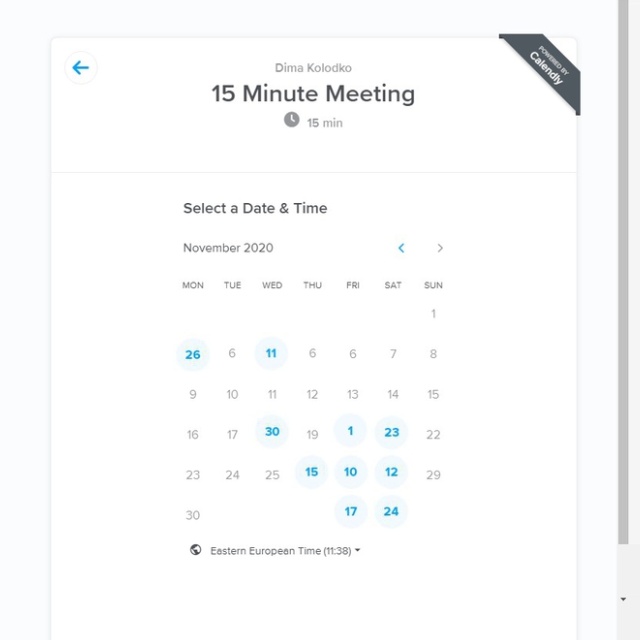 POWERED BY
Calendly
Dima Kolodko
15 Minute Meeting
15 min
Select a Date & Time
November 2020
MON TUE WED THU FRI SAT SUN
1
26 6 11 6 6 7 8
9 10 11 12 13 14 15
16 17 30 19 1 23 22
23 24 25 15 10 12 29
30 17 24
Eastern European Time (11:38)